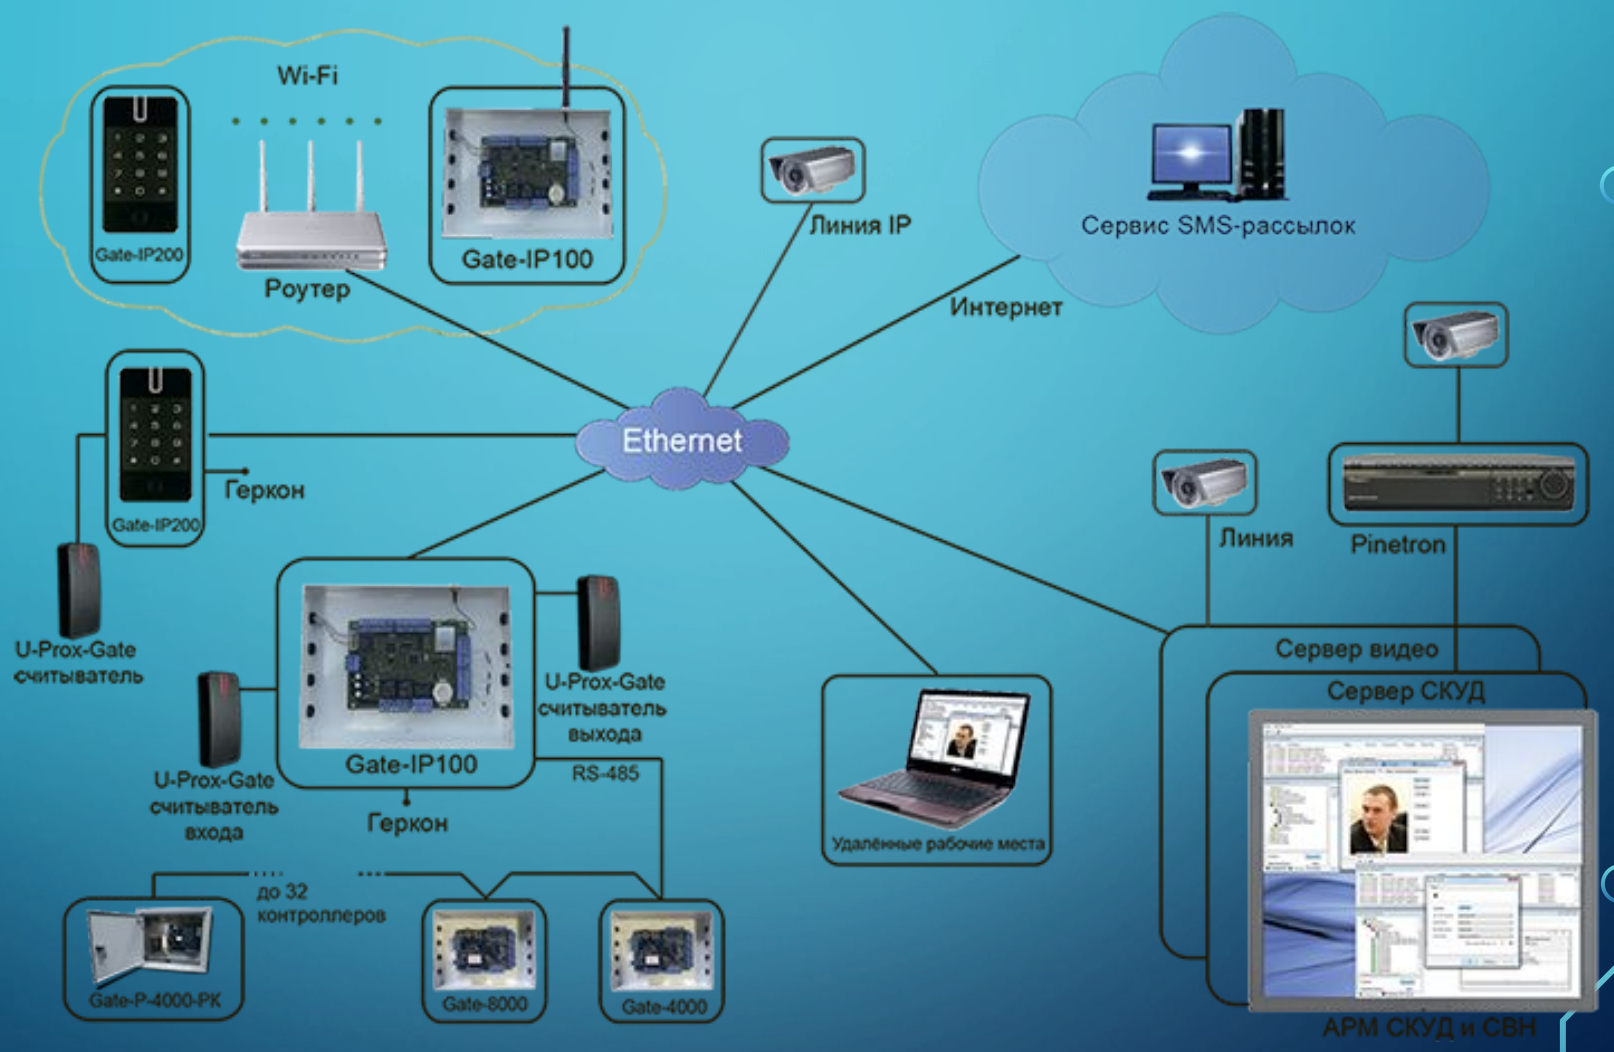 Wi-Fi
Gate-IP200
Роутер
Gate-IP100
Линия IP
Сервис SMS-рассылок
Интернет
Ethernet
Геркон
Gate-IP200
U-Prox-Gate
считыватель
U-Prox-Gate
считыватель
входа
Gate-IP100
Геркон
U-Prox-Gate
считыватель
выхода
RS-485
до 32
контроллеров
Gate-P-4000-РК
Gate-8000
Gate-4000
Удалённые рабочие места
Линия
Pinetron
Сервер видео
Сервер СКУД
АРМ СКУД и СВН